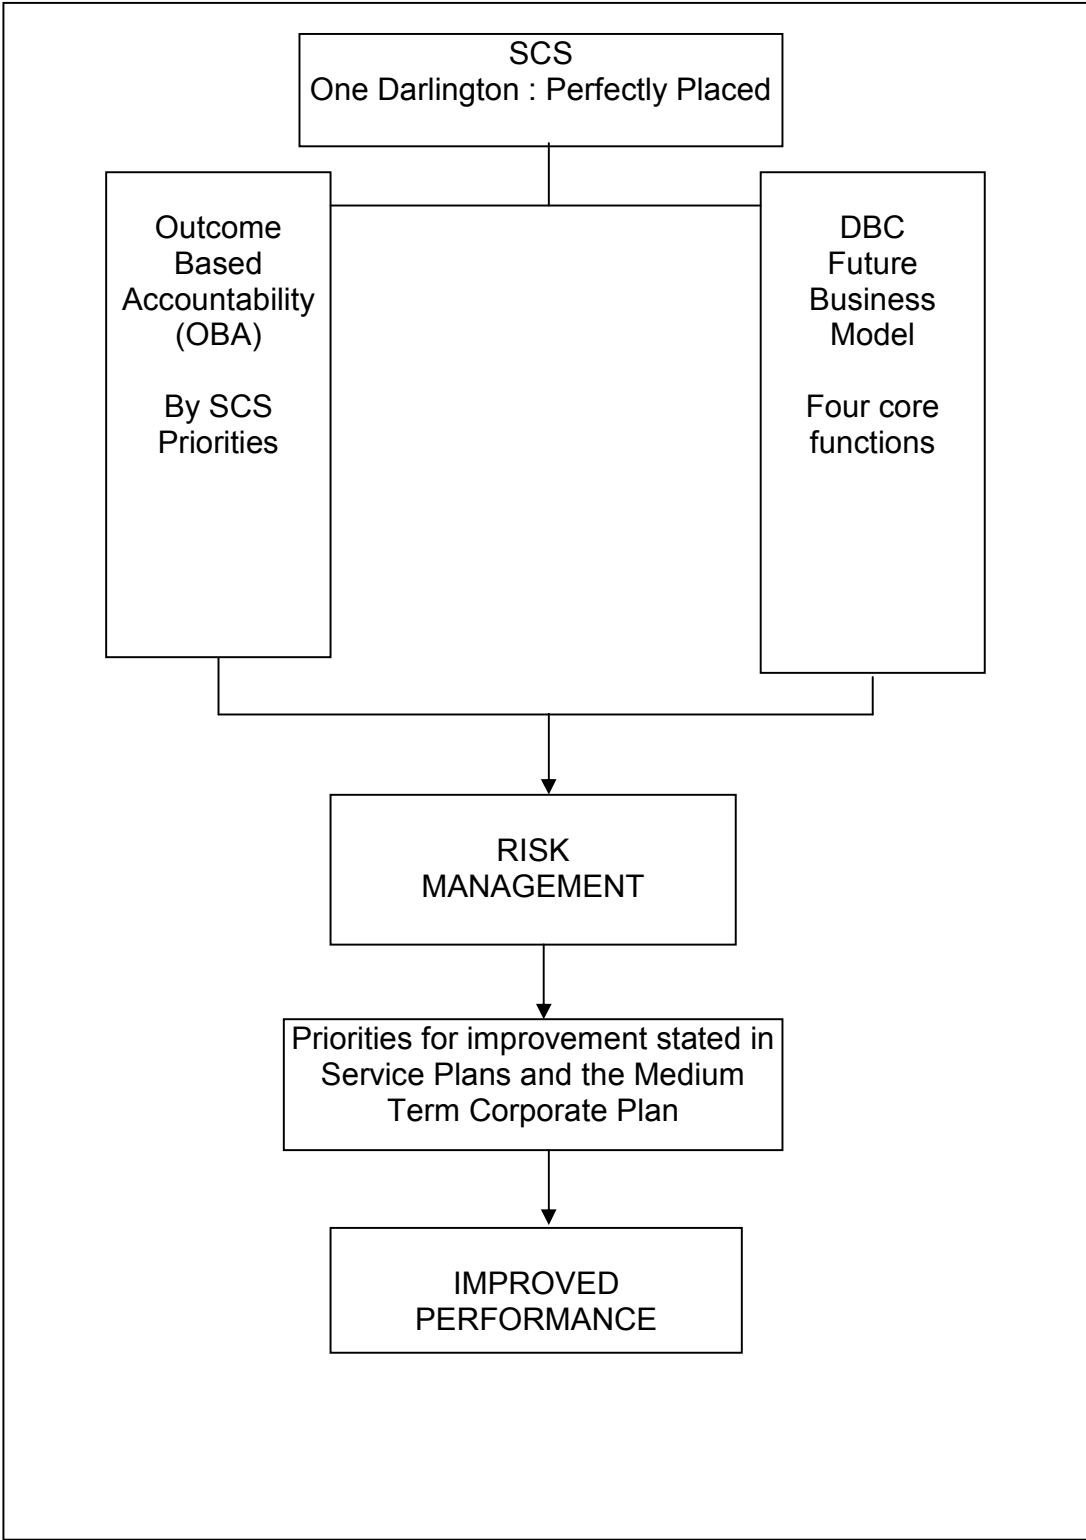 SCS
One Darlington : Perfectly Placed
Outcome
Based
Accountability
(OBA)
By SCS
Priorities
DBC
Future
Business
Model
Four core
functions
RISK
MANAGEMENT
Priorities for improvement stated in
Service Plans and the Medium
Term Corporate Plan
IMPROVED
PERFORMANCE